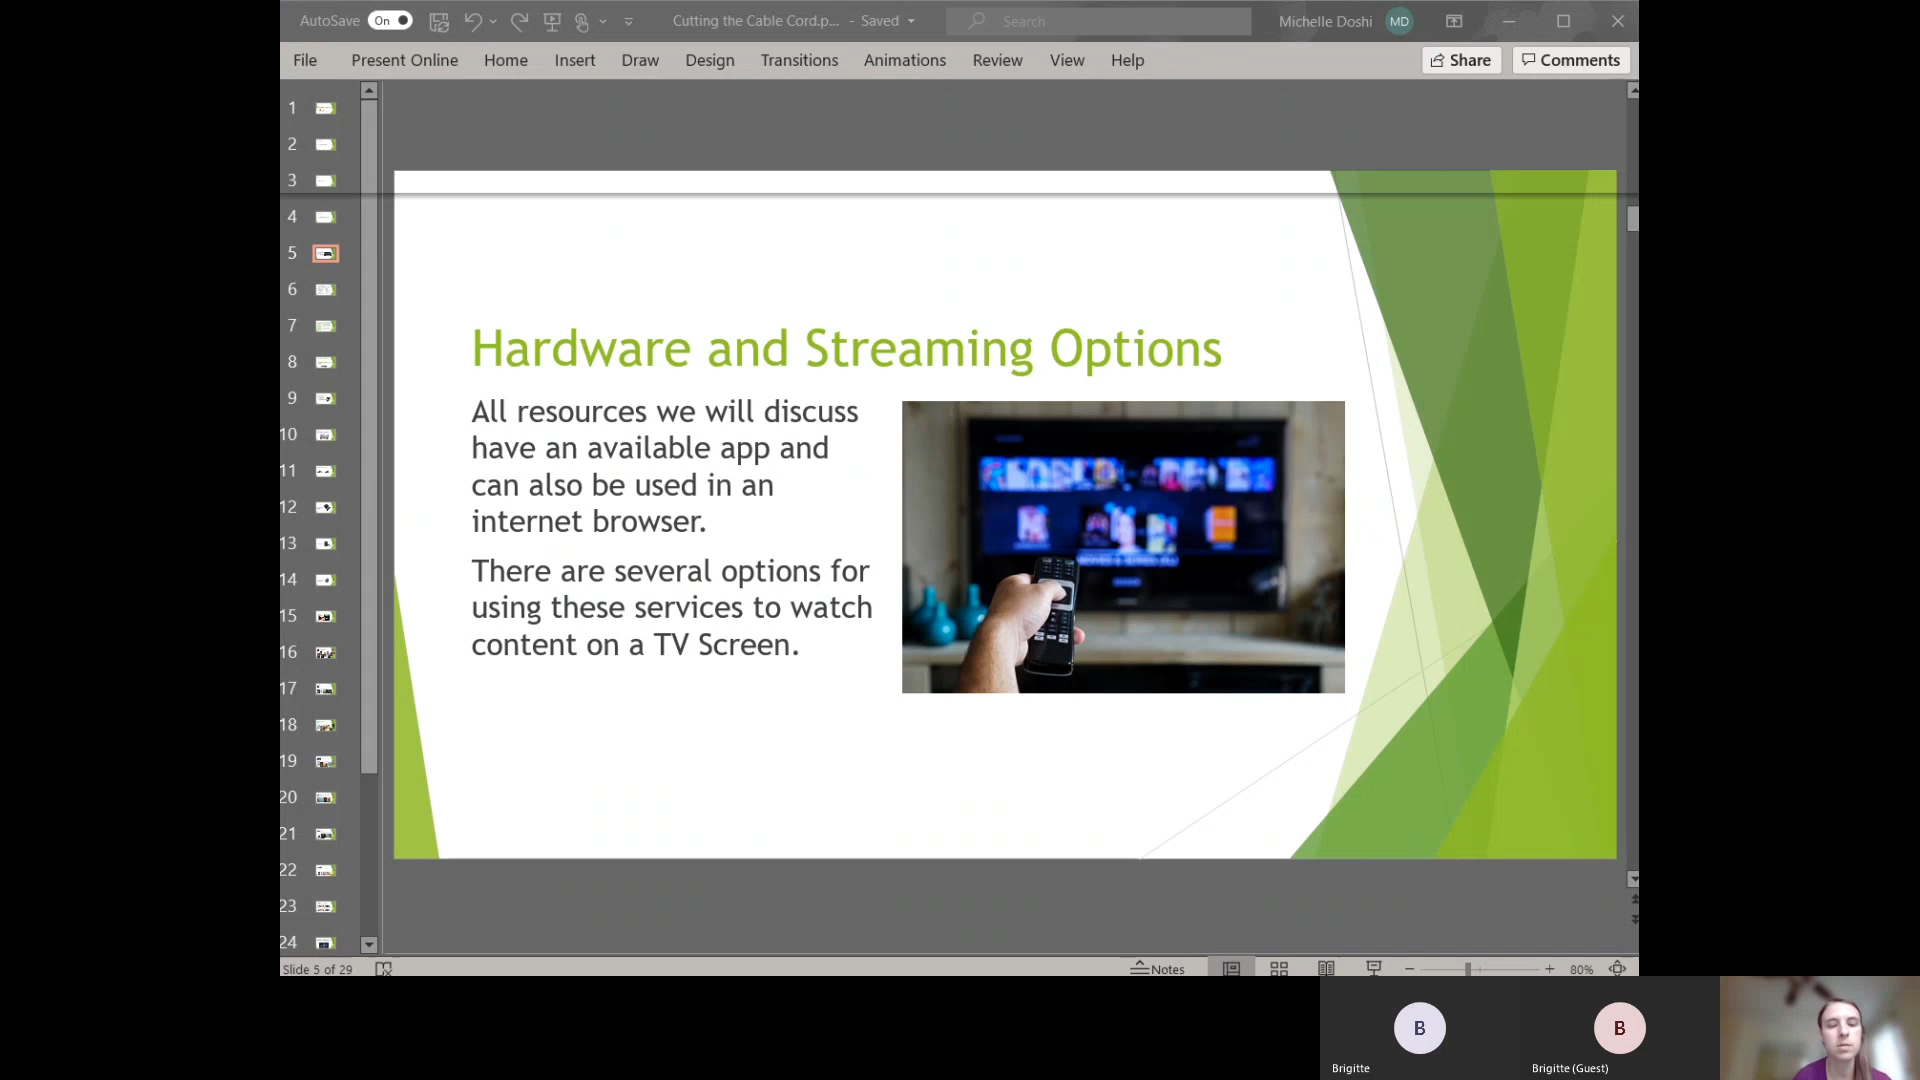 AutoSave On Cutting the Cable Cord.p... - Saved Search Michelle Doshi MD
File Present Online Home Insert Draw Design Transitions Animations Review View Help Share Comments
1
2
3
4
5
6
7
8
9
10
11
12
13
14
15
16
17
18
19
20
21
22
23
24
Hardware and Streaming Options
All resources we will discuss
have an available app and
can also be used in an
internet browser.
There are several options for
using these services to watch
content on a TV Screen.
Slide 5 of 29 Notes 80%
B B
Brigitte Brigitte (Guest)